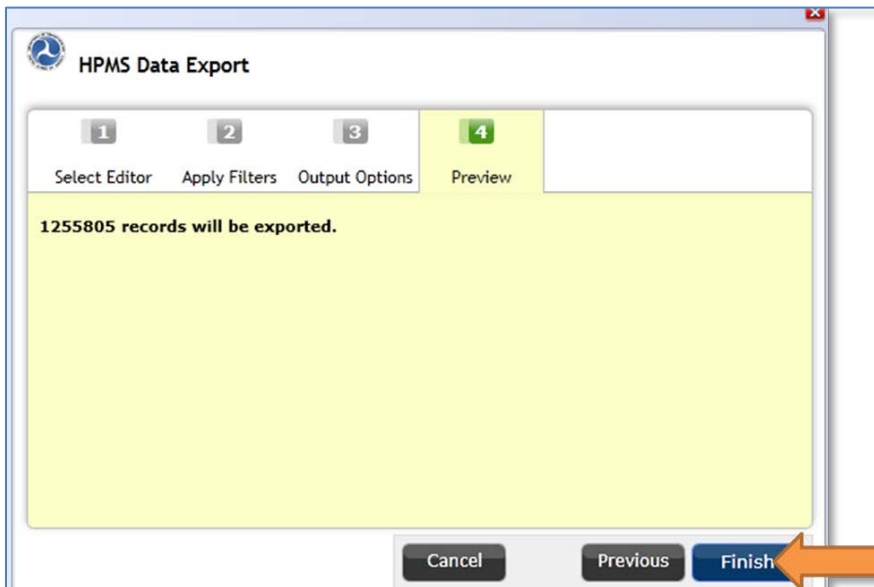 HPMS Data Export
1 2 3 4
Select Editor Apply Filters Output Options Preview
1255805 records will be exported.
Cancel Previous Finish